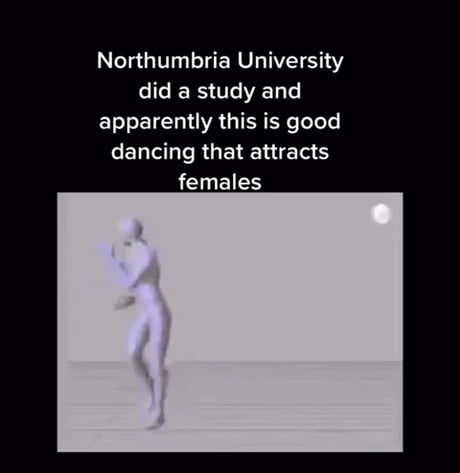 Northumbria University
did a study and
apparently this is good
dancing that attracts
females